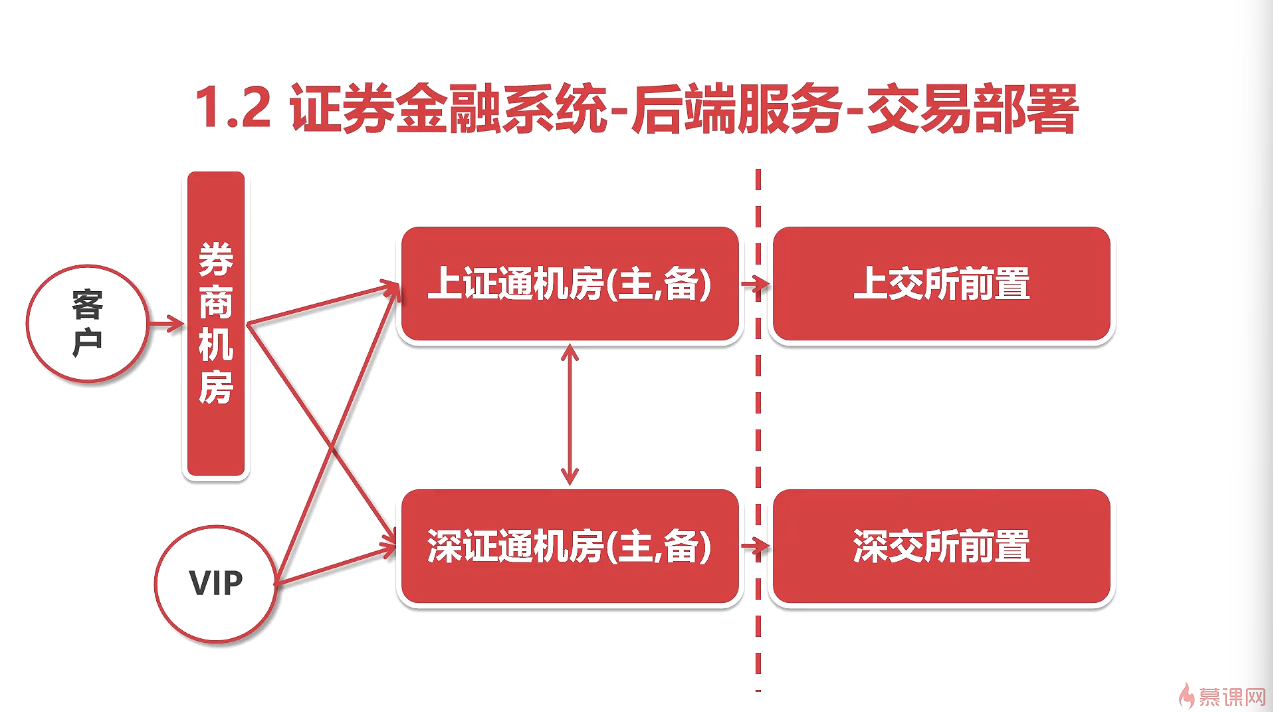 1.2 证券金融系统-后端服务-交易部署
客
户
券
商
机
房
VIP
上证通机房(主,备)
上交所前置
深证通机房(主,备)
深交所前置
慕课网